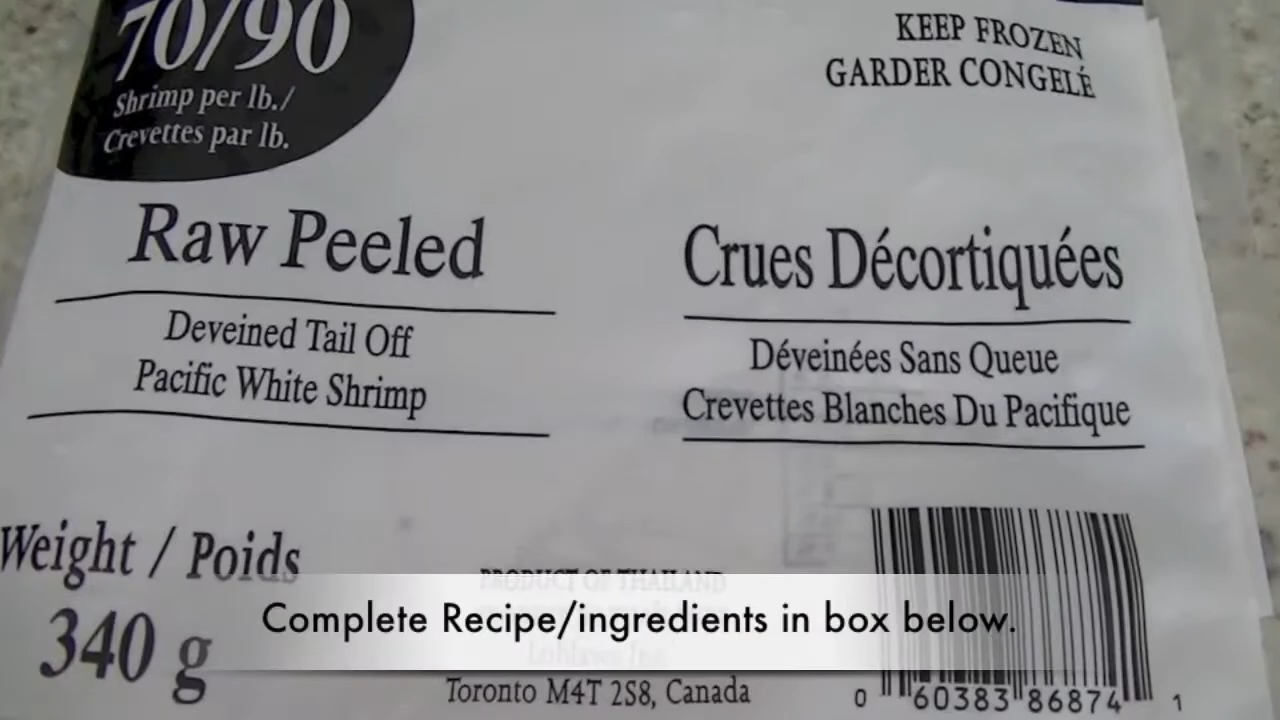 70/90
Shrimp per lb./
Crevettes par lb.
KEEP FROZEN
GARDER CONGELÉ
Raw Peeled
Deveined Tail Off
Pacific White Shrimp
Crues Décortiquées
Déveinées Sans Queue
Crevettes Blanches Du Pacifique
Weight / Poids
340 g
PRODUCT OF THAILAND
Loblaws Inc.
Toronto M4T 2S8, Canada
0 60383 86874 1
Complete Recipe/ingredients in box below.